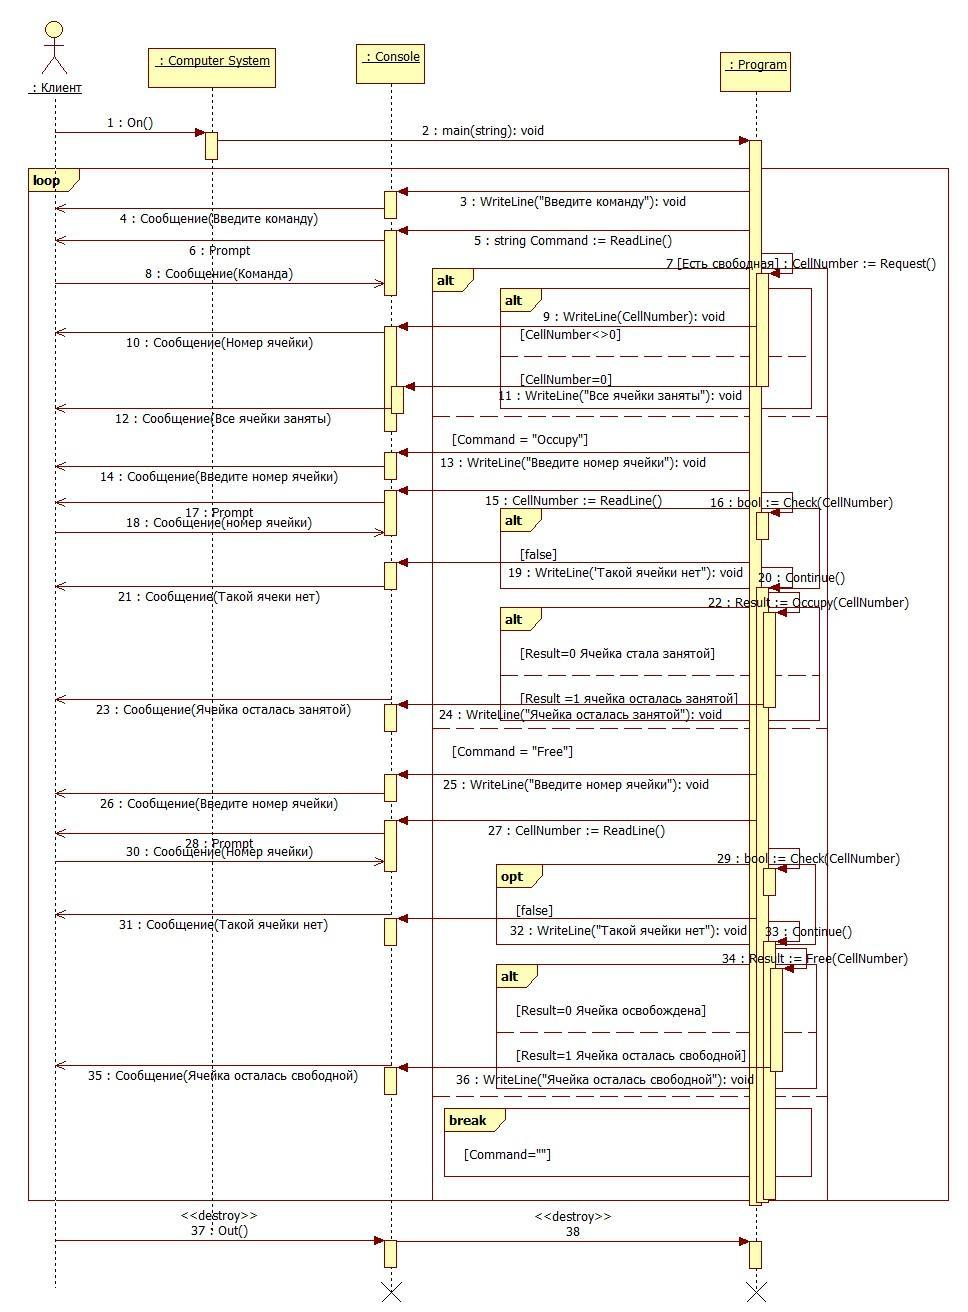 : Клиент
: Computer System
: Console
: Program
1 : On()
2 : main(string): void
loop
3 : WriteLine("Введите команду"): void
4 : Сообщение(Введите команду)
5 : string Command := ReadLine()
6 : Prompt
7 [Есть свободная] : CellNumber := Request()
8 : Сообщение(Команда)
alt
alt
9 : WriteLine(CellNumber): void
[CellNumber<>0]
10 : Сообщение(Номер ячейки)
[CellNumber=0]
11 : WriteLine("Все ячейки заняты"): void
12 : Сообщение(Все ячейки заняты)
[Command = "Occupy"]
13 : WriteLine("Введите номер ячейки"): void
14 : Сообщение(Введите номер ячейки)
15 : CellNumber := ReadLine()
16 : bool := Check(CellNumber)
17 : Prompt
18 : Сообщение(номер ячейки)
alt
[false]
19 : WriteLine('Такой ячейки нет"): void
20 : Continue()
21 : Сообщение(Такой ячеки нет)
22 : Result := Occupy(CellNumber)
alt
[Result=0 Ячейка стала занятой]
[Result =1 ячейка осталась занятой]
23 : Сообщение(Ячейка осталась занятой)
24 : WriteLine("Ячейка осталась занятой"): void
[Command = "Free"]
25 : WriteLine("Введите номер ячейки"): void
26 : Сообщение(Введите номер ячейки)
27 : CellNumber := ReadLine()
28 : Prompt
30 : Сообщение(Номер ячейки)
29 : bool := Check(CellNumber)
opt
[false]
31 : Сообщение(Такой ячейки нет)
32 : WriteLine("Такой ячейки нет"): void
33 : Continue()
34 : Result := Free(CellNumber)
alt
[Result=0 Ячейка освобождена]
[Result=1 Ячейка осталась свободной]
35 : Сообщение(Ячейка осталась свободной)
36 : WriteLine("Ячейка осталась свободной"): void
break
[Command=""]
<<destroy>>
37 : Out()
<<destroy>>
38